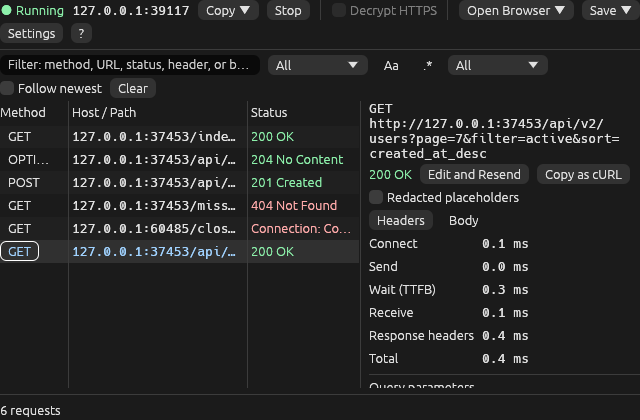 Running 127.0.0.1:39117 Copy ▼ Stop Decrypt HTTPS Open Browser ▼ Save ▼
Settings ?
Filter: method, URL, status, header, or b… All ▼ Aa .* All ▼
Follow newest Clear
Method Host / Path Status
GET 127.0.0.1:37453/inde… 200 OK
OPTI… 127.0.0.1:37453/api/… 204 No Content
POST 127.0.0.1:37453/api/… 201 Created
GET 127.0.0.1:37453/miss… 404 Not Found
GET 127.0.0.1:60485/clos… Connection: Co…
GET 127.0.0.1:37453/api/… 200 OK
GET
http://127.0.0.1:37453/api/v2/
users?page=7&filter=active&sort=
created_at_desc
200 OK Edit and Resend Copy as cURL
Redacted placeholders
Headers Body
Connect 0.1 ms
Send 0.0 ms
Wait (TTFB) 0.3 ms
Receive 0.1 ms
Response headers 0.4 ms
Total 0.4 ms
Query parameters
6 requests